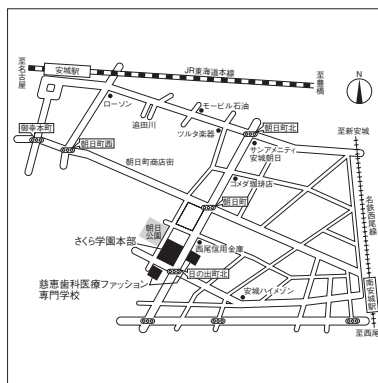 至名古屋
安城駅
JR東海道本線
至豊橋
N
ローソン
モービル石油
追田川
ツルタ楽器
御幸本町
朝日町西
朝日町北
サンアメニティ
安城朝日
至新安城
朝日町商店街
コメダ珈琲店
名鉄西尾線
朝日町
朝日
公園
さくら学園本部
西尾信用金庫
日の出町北
南安城駅
慈恵歯科医療ファッション
専門学校
安城ハイメゾン
至西尾